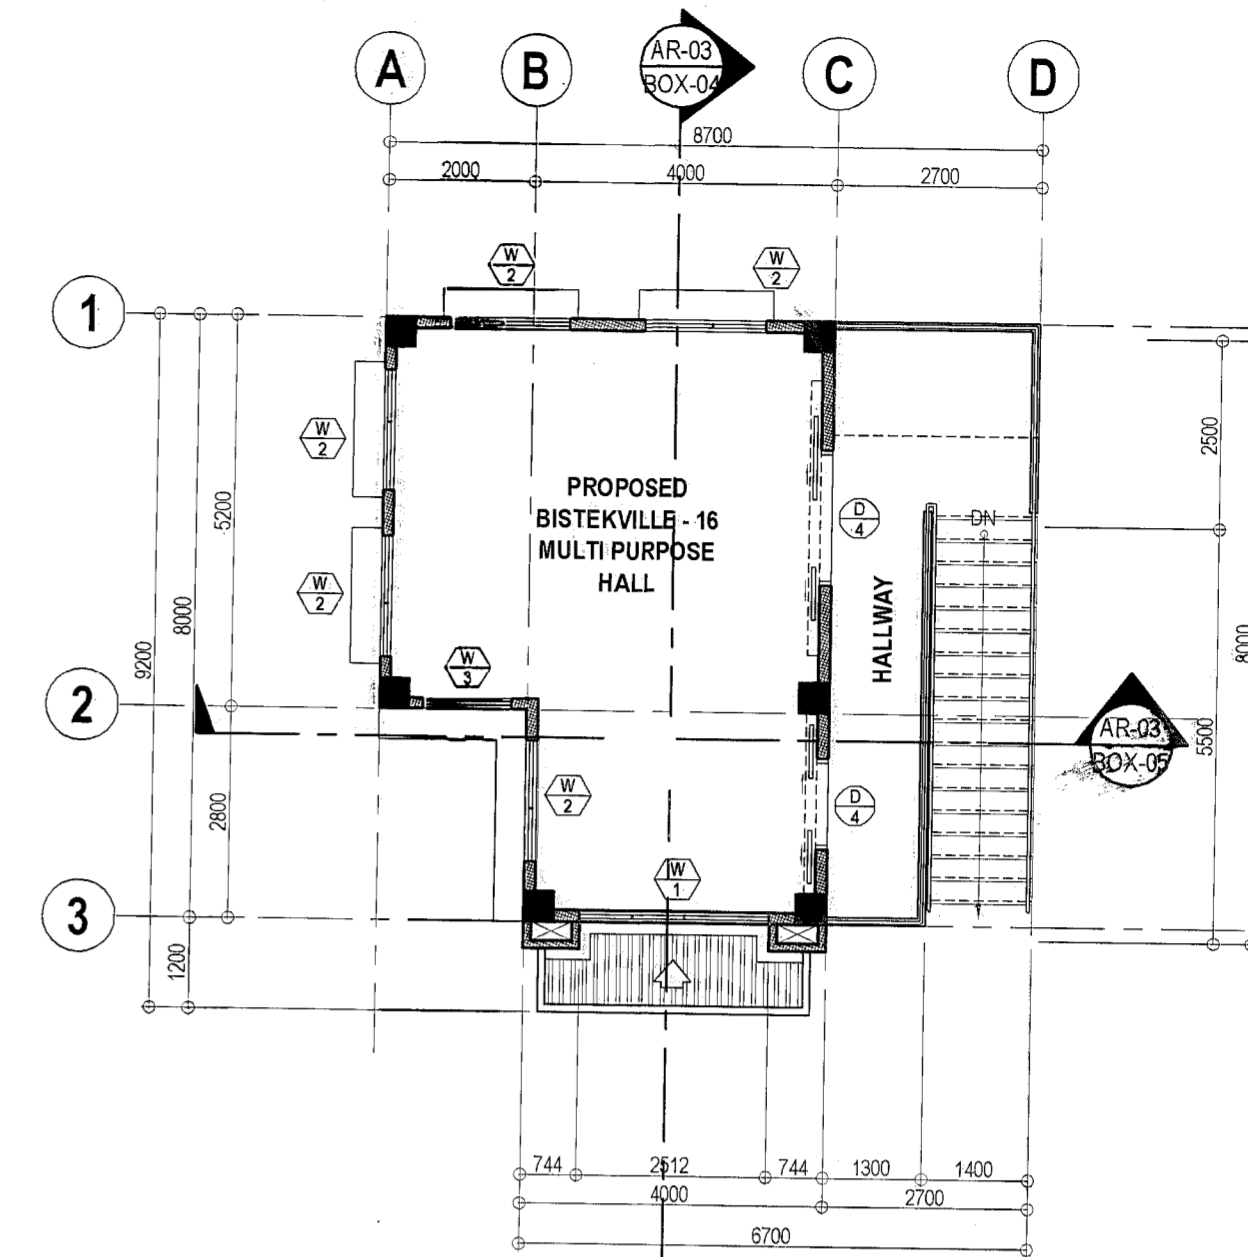 A
B
AR-03
BOX-04
C
D
8700
2000
4000
2700
W
2
W
2
1
2500
W
2
5200
PROPOSED
BISTEKVILLE - 16
MULTI PURPOSE
HALL
D
4
DN
W
2
8000
9200
HALLWAY
8000
W
3
2
AR-03
BOX-05
5500
W
2
D
4
2800
W
1
3
1200
744
2512
744
1300
1400
4000
2700
6700